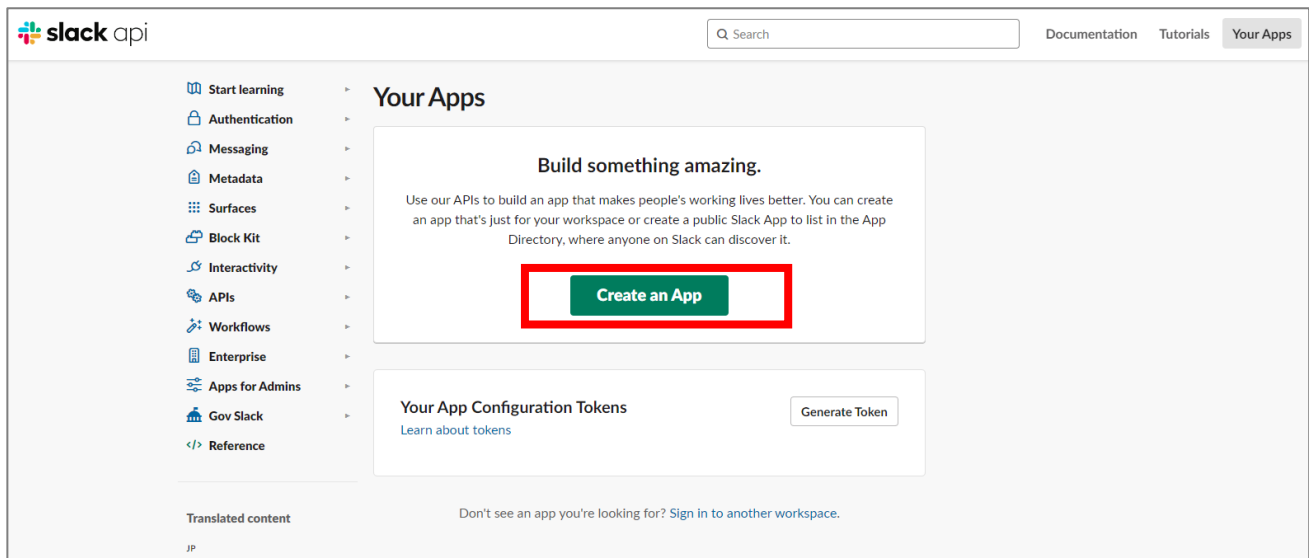 slack api
Search
Documentation
Tutorials
Your Apps
Start learning
Authentication
Messaging
Metadata
Surfaces
Block Kit
Interactivity
APIs
Workflows
Enterprise
Apps for Admins
Gov Slack
</> Reference
Translated content
JP
Your Apps
Build something amazing.
Use our APIs to build an app that makes people's working lives better. You can create
an app that's just for your workspace or create a public Slack App to list in the App
Directory, where anyone on Slack can discover it.
Create an App
Your App Configuration Tokens
Learn about tokens
Generate Token
Don't see an app you're looking for? Sign in to another workspace.